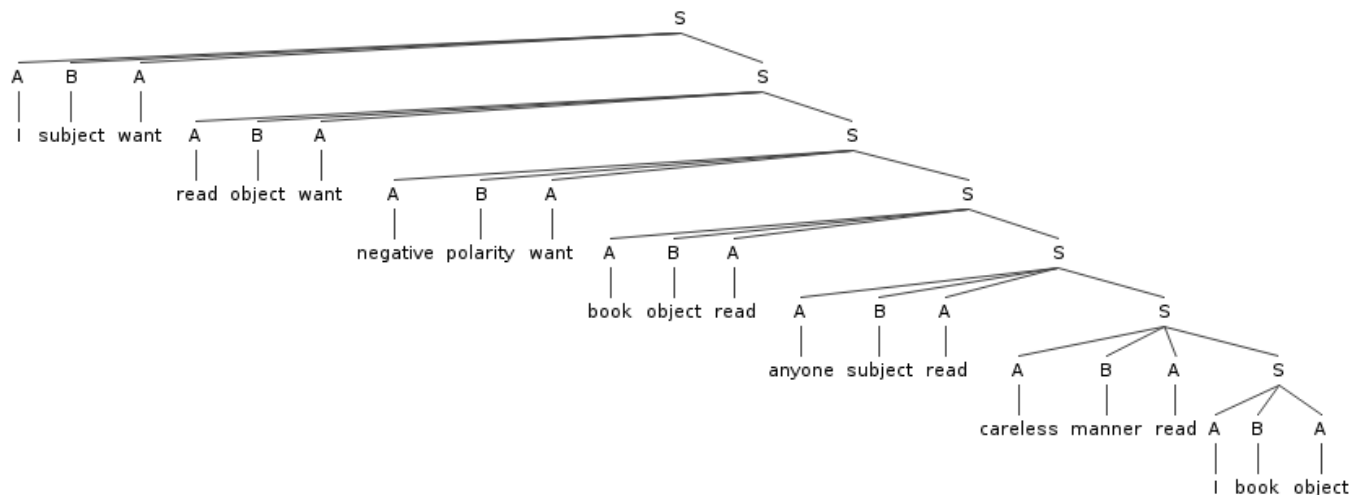 S
A B A S
I subject want A B A S
read object want A B A S
negative polarity want A B A S
book object read A B A S
anyone subject read A B A S
careless manner read A B A
I book object